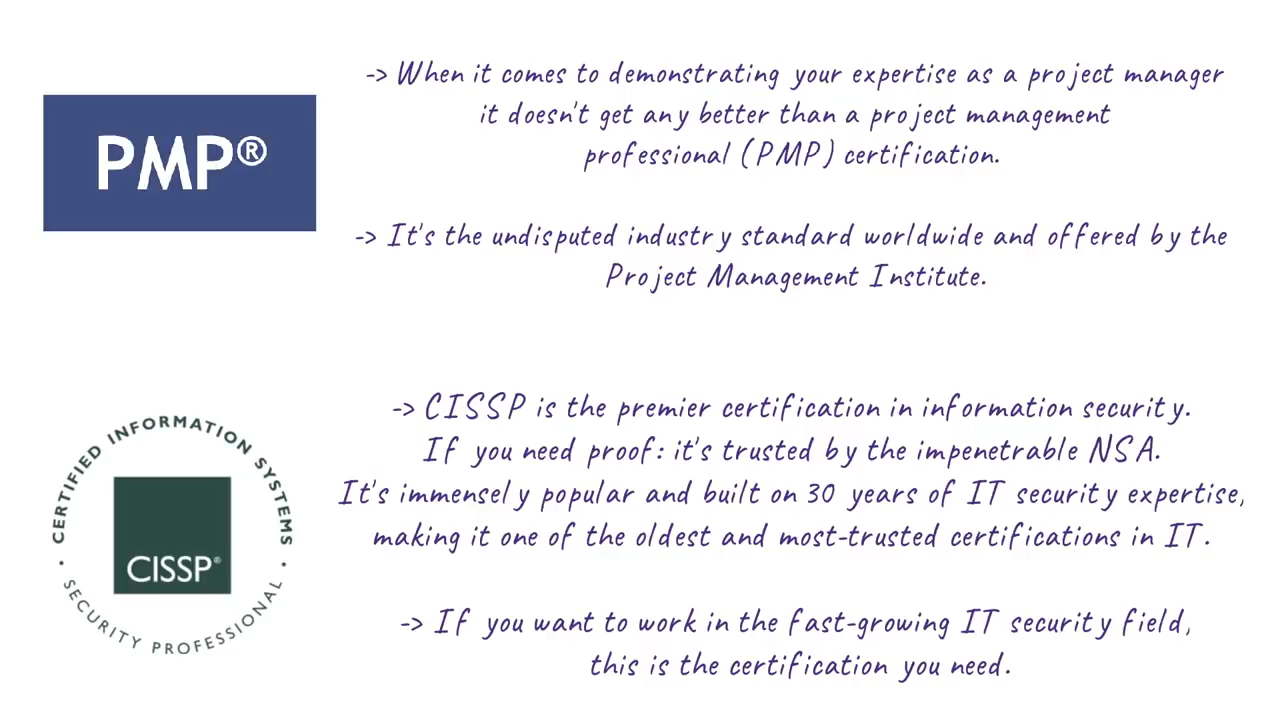 PMP®
-> When it comes to demonstrating your expertise as a project manager
it doesn't get any better than a project management
professional (PMP) certification.
-> It's the undisputed industry standard worldwide and offered by the
Project Management Institute.
CERTIFIED INFORMATION SYSTEMS
CISSP®
SECURITY PROFESSIONAL
-> CISSP is the premier certification in information security.
If you need proof: it's trusted by the impenetrable NSA.
It's immensely popular and built on 30 years of IT security expertise,
making it one of the oldest and most-trusted certifications in IT.
-> If you want to work in the fast-growing IT security field,
this is the certification you need.